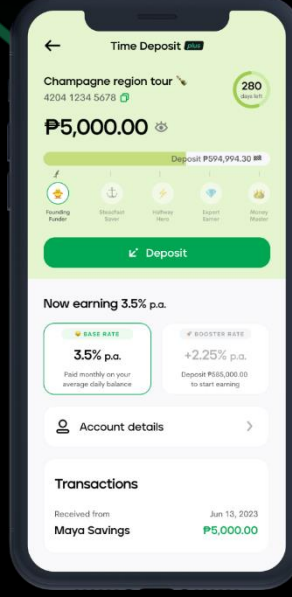 Time Deposit plus
Champagne region tour
4204 1234 5678
280
days left
₱5,000.00
Deposit ₱594,994.30
Founding
Funder
Steadfast
Saver
Halfway
Hero
Expert
Earner
Money
Master
Deposit
Now earning 3.5% p.a.
BASE RATE
3.5% p.a.
Paid monthly on your
average daily balance
BOOSTER RATE
+2.25% p.a.
Deposit ₱585,000.00
to start earning
Account details
Transactions
Received from
Jun 13, 2023
Maya Savings
₱5,000.00